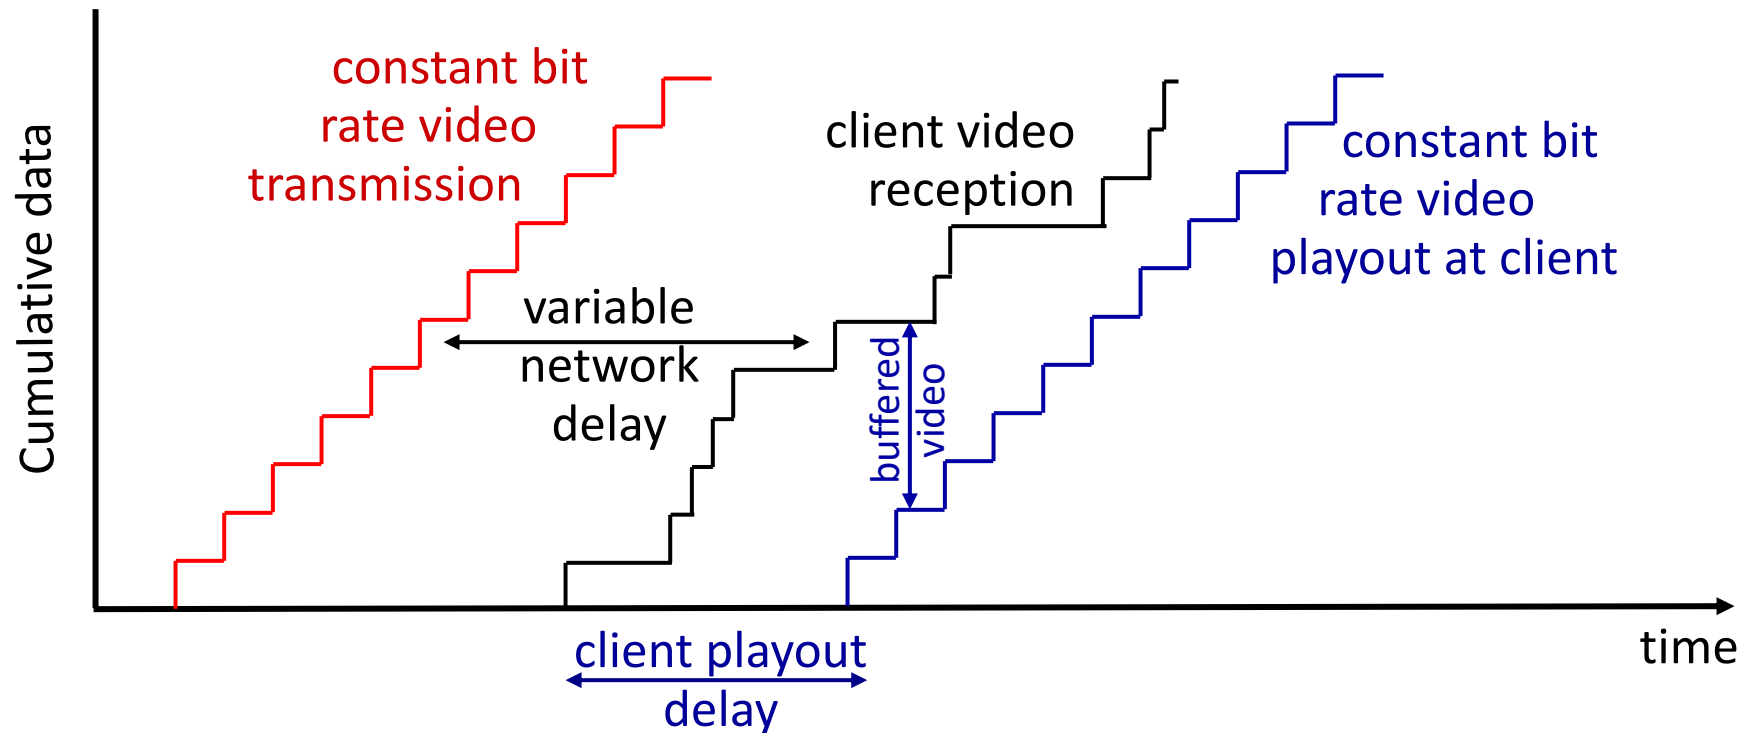 constant bit
rate video
transmission
client video
reception
constant bit
rate video
playout at client
Cumulative data
variable
network
delay
buffered
video
time
client playout
delay